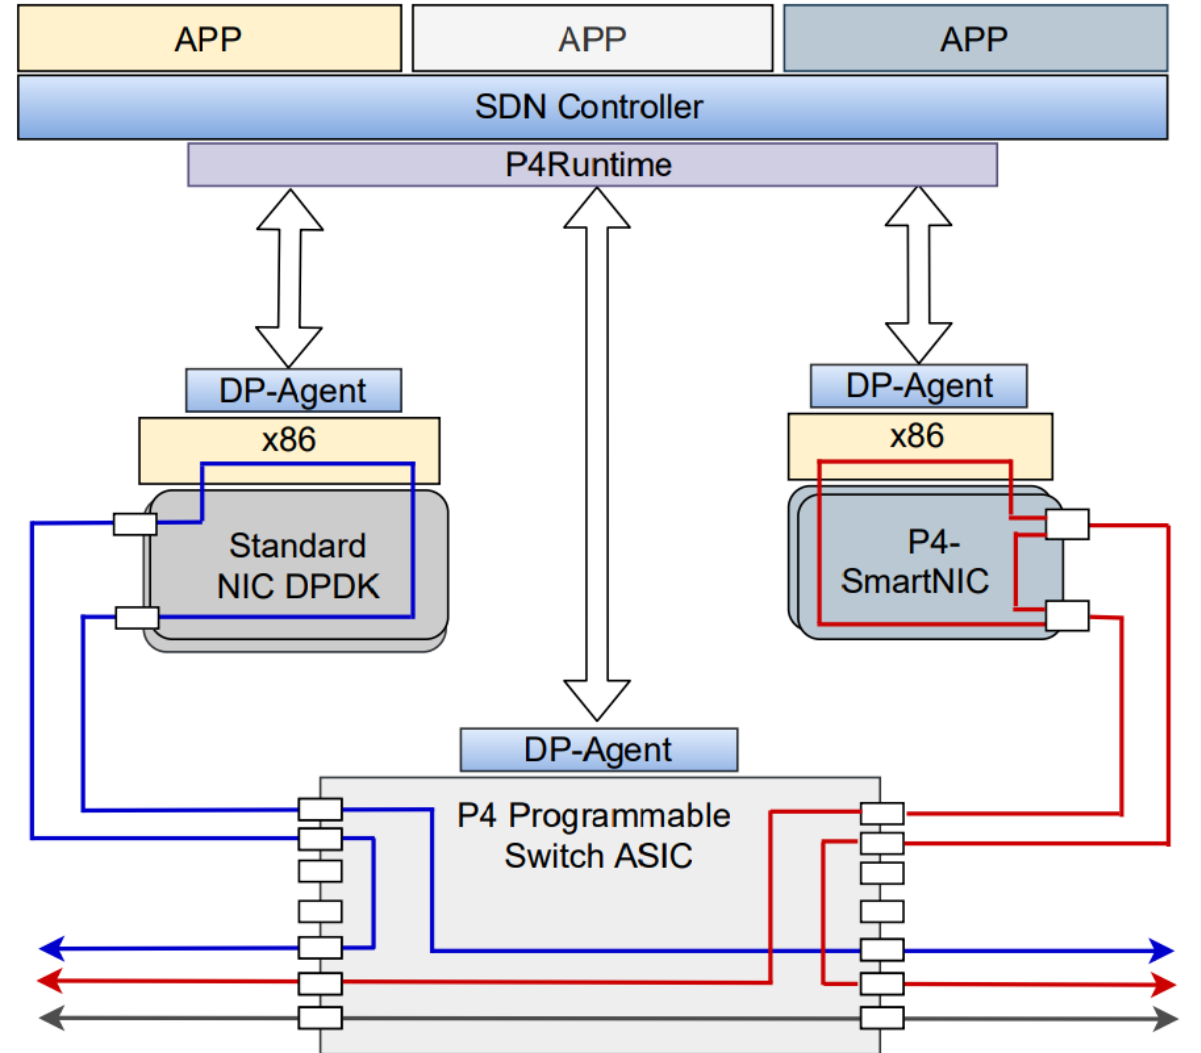 APP
APP
APP
SDN Controller
P4Runtime
DP-Agent
x86
Standard
NIC DPDK
DP-Agent
x86
P4-
SmartNIC
DP-Agent
P4 Programmable
Switch ASIC